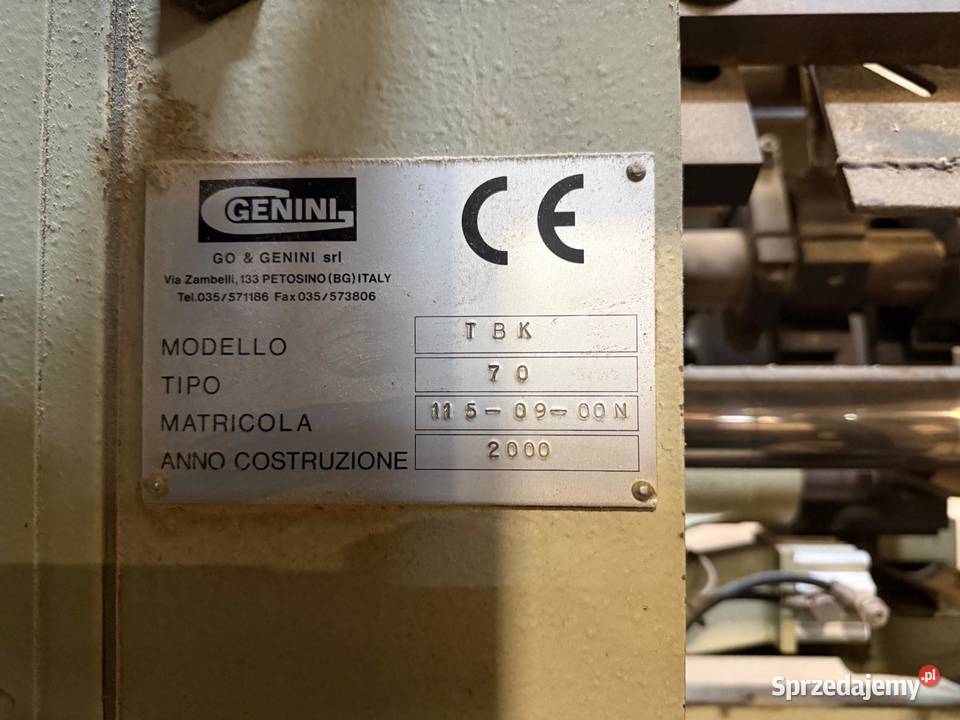 GENINI
CE
GO & GENINI srl
Via Zambelli, 133 PETOSINO (BG) ITALY
Tel.035/571186 Fax 035/573806
MODELLO TBK
TIPO 70
MATRICOLA 115-09-00N
ANNO COSTRUZIONE 2000
Sprzedajemy.pl